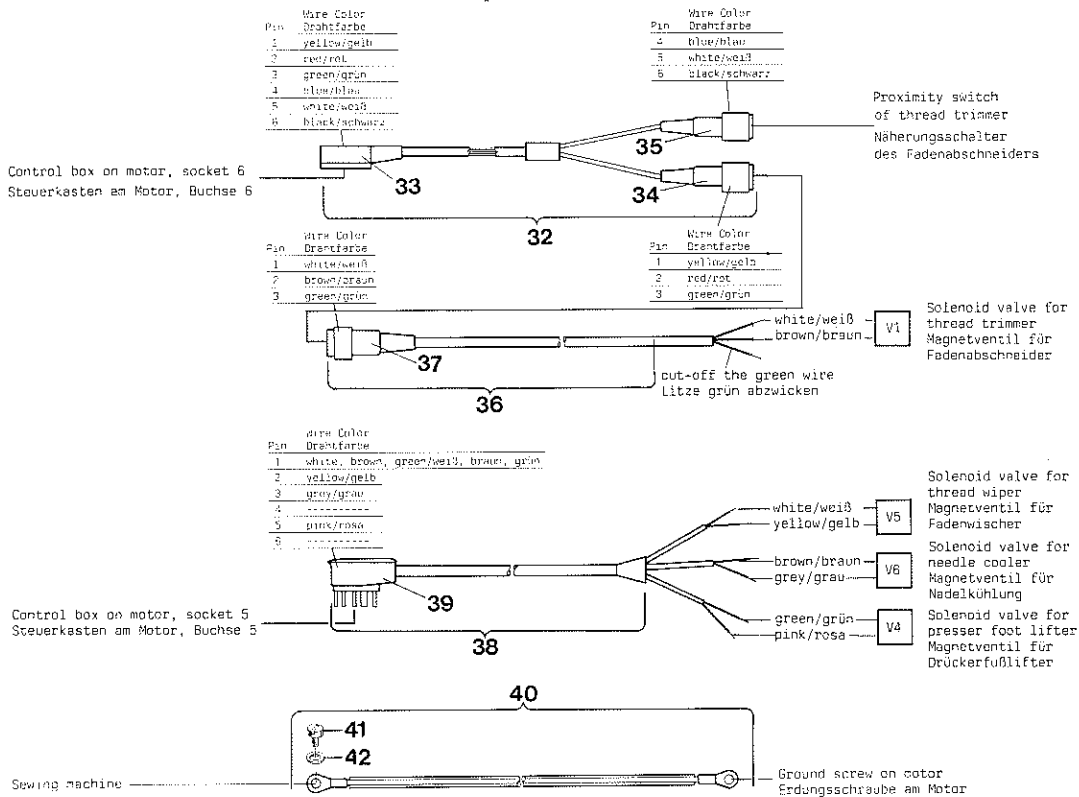 Wire Color
Pin Drahtfarbe
1 yellow/gelb
2 red/rot
3 green/grün
4 blue/blau
5 white/weiß
6 black/schwarz
Wire Color
Pin Drahtfarbe
4 blue/blau
5 white/weiß
6 black/schwarz
Proximity switch
of thread trimmer
Näherungsschalter
des Fadenabschneiders
35
Control box on motor, socket 6
Steuerkasten am Motor, Buchse 6
33
34
32
Wire Color
Pin Drahtfarbe
1 white/weiß
2 brown/braun
3 green/grün
Wire Color
Pin Drahtfarbe
1 yellow/gelb
2 red/rot
3 green/grün
white/weiß
brown/braun
V1
Solenoid valve for
thread trimmer
Magnetventil für
Fadenabschneider
37
cut-off the green wire
Litze grün abzwicken
36
Wire Color
Pin Drahtfarbe
1 white, brown, green/weiß, braun, grün
2 yellow/gelb
3 grey/grau
4 ----------
5 pink/rosa
6 ----------
white/weiß
yellow/gelb
V5
Solenoid valve for
thread wiper
Magnetventil für
Fadenwischer
brown/braun
grey/grau
V6
Solenoid valve for
needle cooler
Magnetventil für
Nadelkühlung
39
Control box on motor, socket 5
Steuerkasten am Motor, Buchse 5
38
green/grün
pink/rosa
V4
Solenoid valve for
presser foot lifter
Magnetventil für
Drückerfußlifter
40
41
42
Sewing machine
Ground screw on motor
Erdungsschraube am Motor